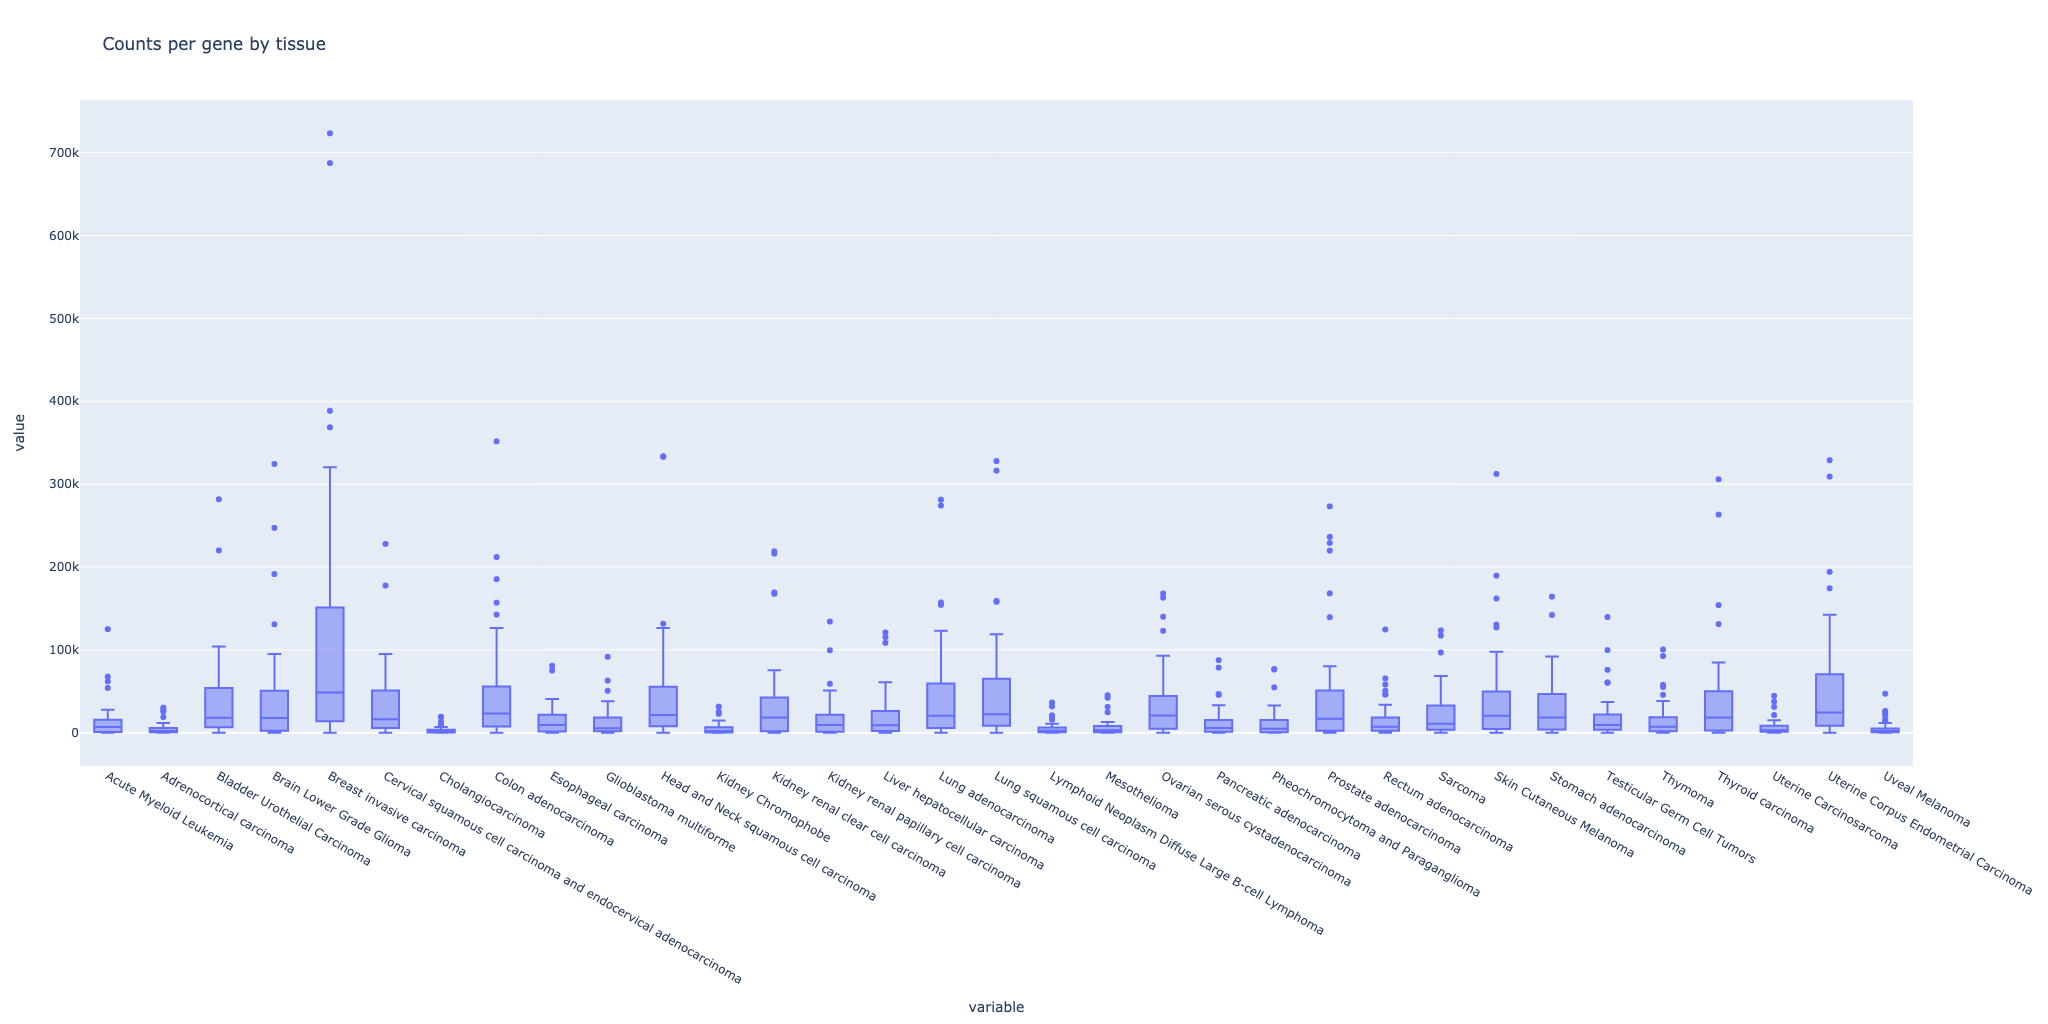 Counts per gene by tissue
700k
600k
500k
400k
300k
200k
100k
0
value
Acute Myeloid Leukemia
Adrenocortical carcinoma
Bladder Urothelial Carcinoma
Brain Lower Grade Glioma
Breast invasive carcinoma
Cervical squamous cell carcinoma and endocervical adenocarcinoma
Cholangiocarcinoma
Colon adenocarcinoma
Esophageal carcinoma
Glioblastoma multiforme
Head and Neck squamous cell carcinoma
Kidney Chromophobe
Kidney renal clear cell carcinoma
Kidney renal papillary cell carcinoma
Liver hepatocellular carcinoma
Lung adenocarcinoma
Lung squamous cell carcinoma
Lymphoid Neoplasm Diffuse Large B-cell Lymphoma
Mesothelioma
Ovarian serous cystadenocarcinoma
Pancreatic adenocarcinoma
Pheochromocytoma and Paraganglioma
Prostate adenocarcinoma
Rectum adenocarcinoma
Sarcoma
Skin Cutaneous Melanoma
Stomach adenocarcinoma
Testicular Germ Cell Tumors
Thymoma
Thyroid carcinoma
Uterine Carcinosarcoma
Uterine Corpus Endometrial Carcinoma
Uveal Melanoma
variable